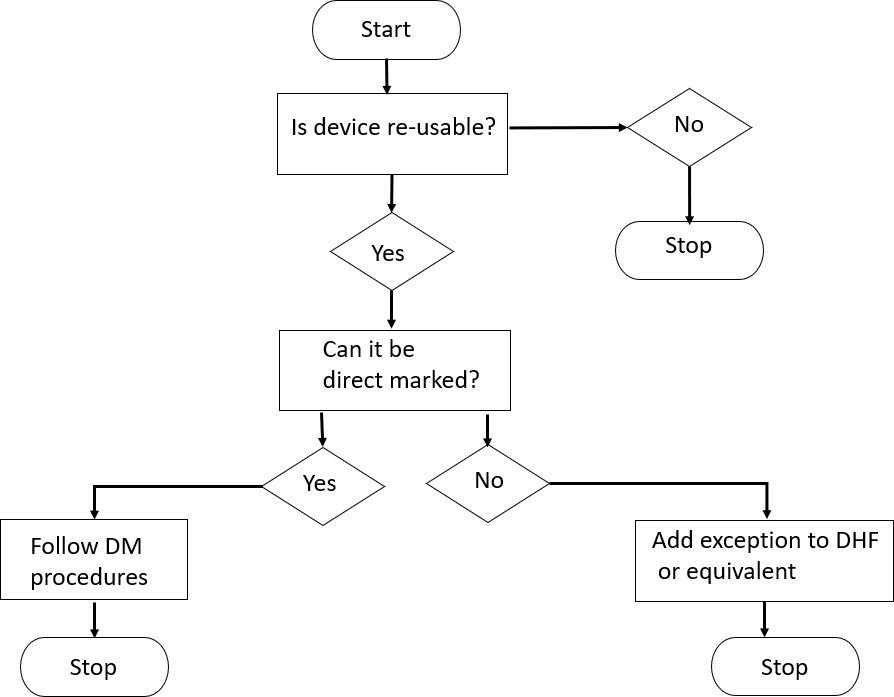 Start
Is device re-usable?
No
Stop
Yes
Can it be
direct marked?
Yes
No
Follow DM
procedures
Add exception to DHF
or equivalent
Stop
Stop